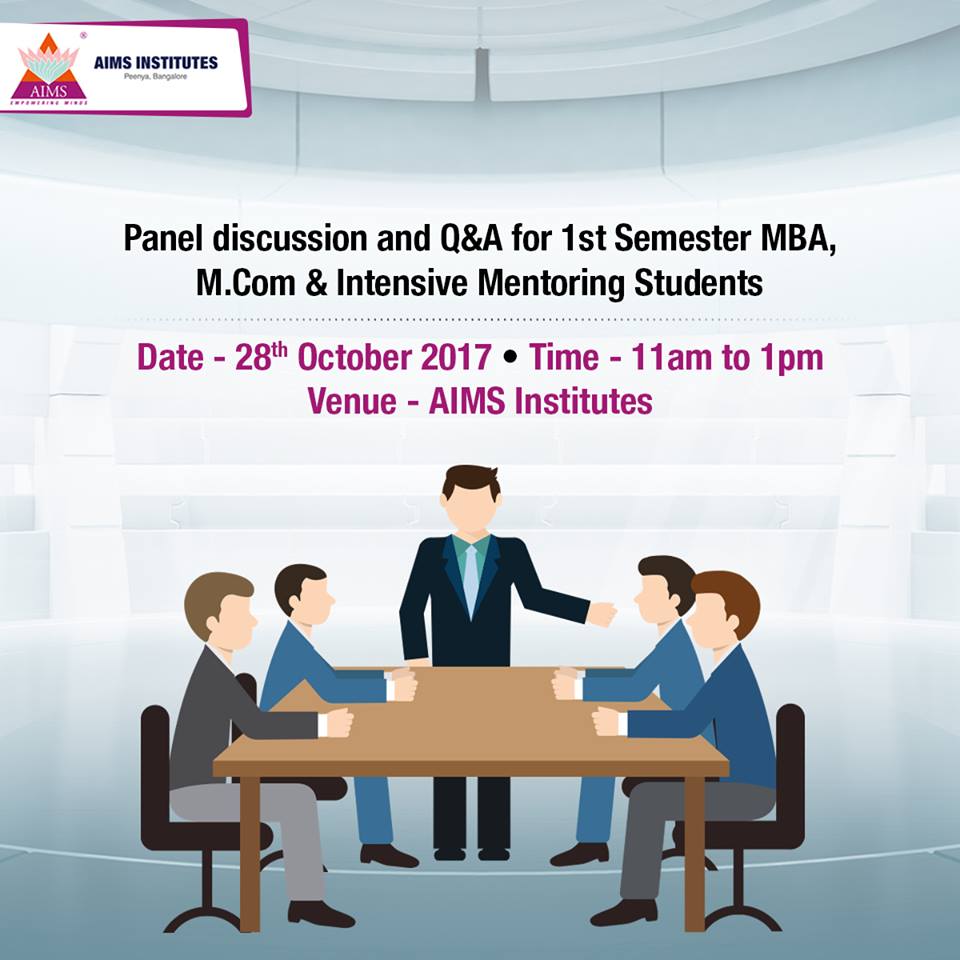 ®
AIMS
EMPOWERING MINDS
AIMS INSTITUTES
Peenya, Bangalore
Panel discussion and Q&A for 1st Semester MBA,
M.Com & Intensive Mentoring Students
Date - 28th October 2017 • Time - 11am to 1pm
Venue - AIMS Institutes